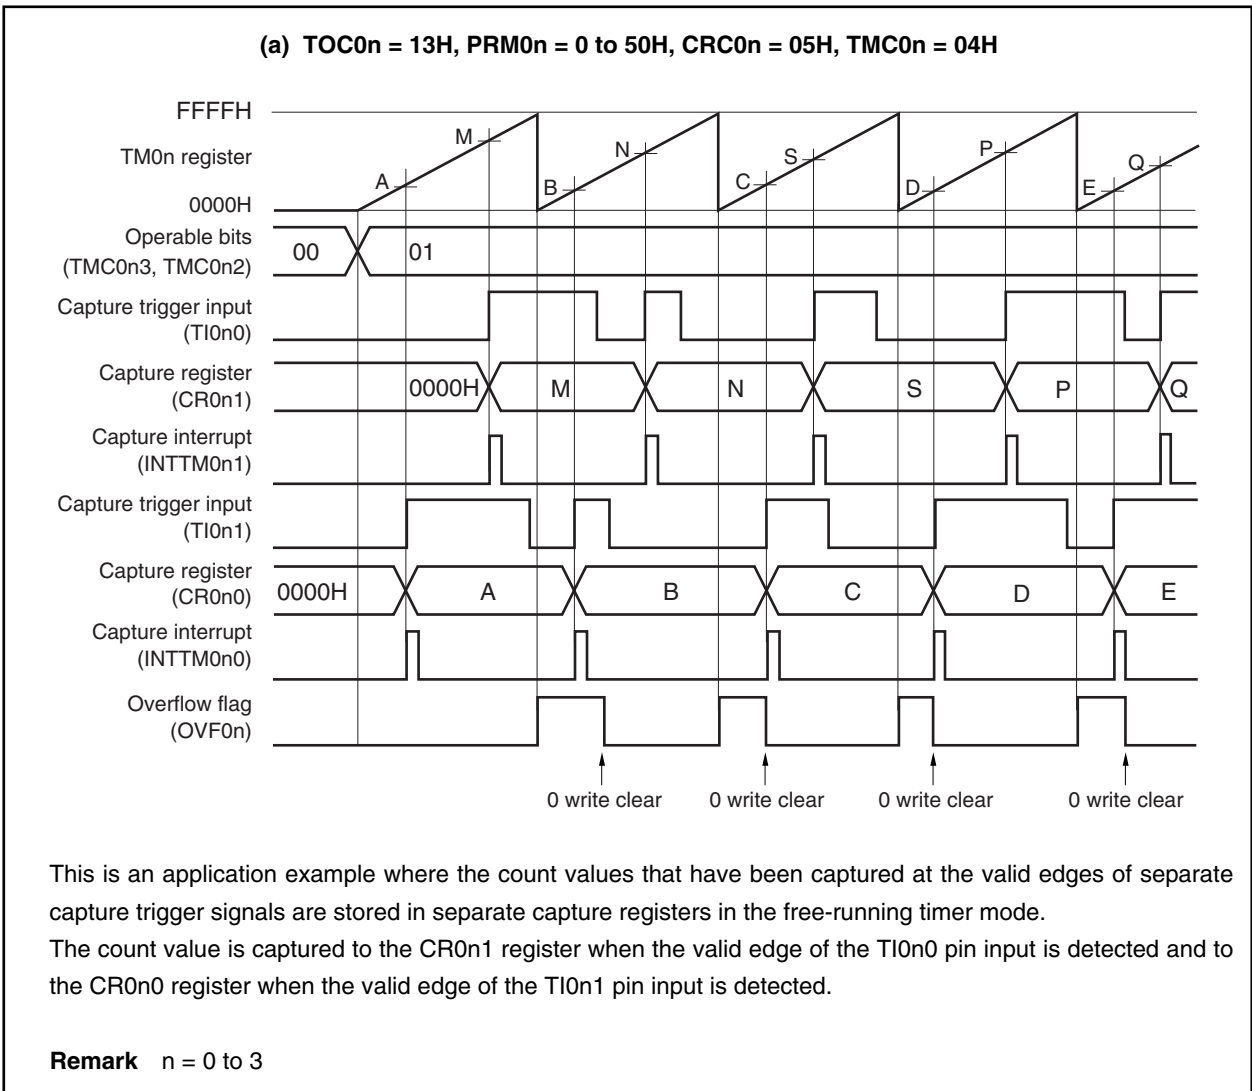 (a) TOC0n = 13H, PRM0n = 0 to 50H, CRC0n = 05H, TMC0n = 04H
FFFFH
TM0n register
0000H
M
A
N
B
S
C
P
D
Q
E
Operable bits
(TMC0n3, TMC0n2)
00
01
Capture trigger input
(TI0n0)
Capture register
(CR0n1)
0000H
M
N
S
P
Q
Capture interrupt
(INTTM0n1)
Capture trigger input
(TI0n1)
Capture register
(CR0n0)
0000H
A
B
C
D
E
Capture interrupt
(INTTM0n0)
Overflow flag
(OVF0n)
0 write clear
0 write clear
0 write clear
0 write clear
This is an application example where the count values that have been captured at the valid edges of separate
capture trigger signals are stored in separate capture registers in the free-running timer mode.
The count value is captured to the CR0n1 register when the valid edge of the TI0n0 pin input is detected and to
the CR0n0 register when the valid edge of the TI0n1 pin input is detected.
Remark n = 0 to 3